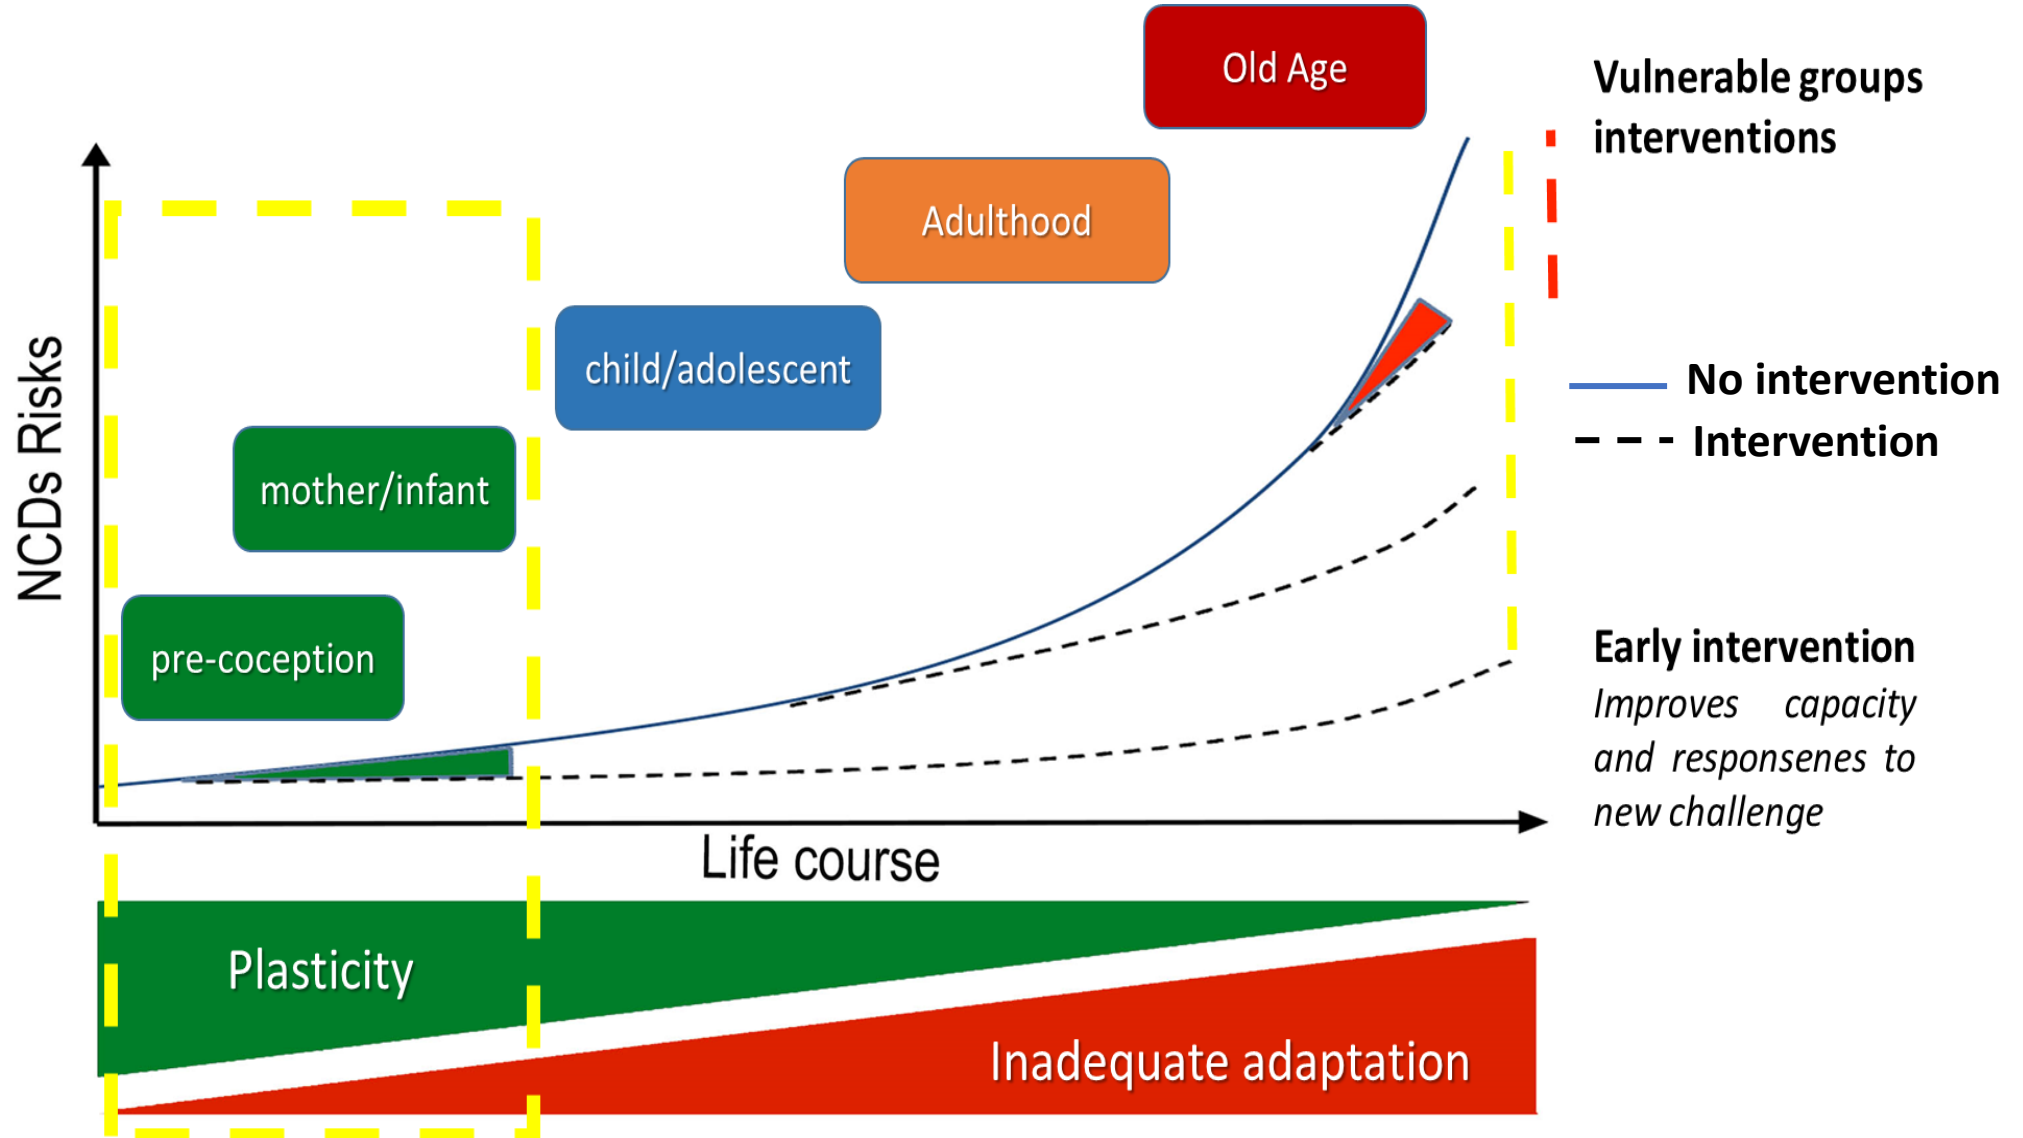 Old Age
Vulnerable groups
interventions
Adulthood
child/adolescent
No intervention
Intervention
mother/infant
NCDs Risks
pre-coception
Early intervention
Improves capacity
and responsenes to
new challenge
Life course
Plasticity
Inadequate adaptation